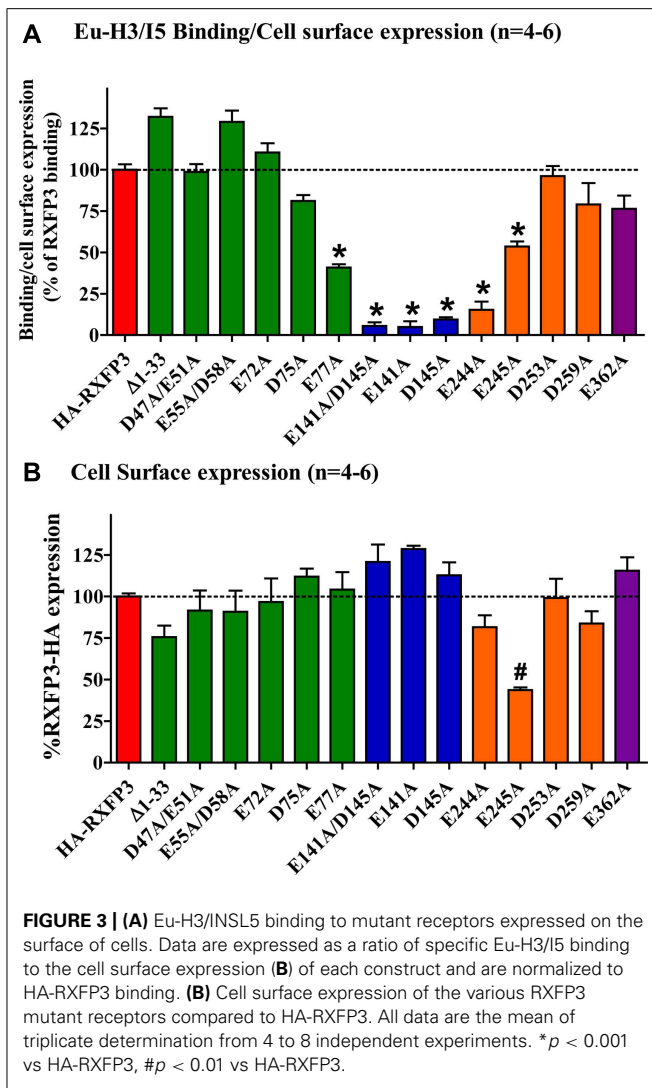 A Eu-H3/I5 Binding/Cell surface expression (n=4-6)
Binding/cell surface expression
(% of RXFP3 binding)
125
100
75
50
25
0
* * * * * *
HA-RXFP3
Δ1-33
D47A/E51A
E55A/D58A
E72A
D75A
E77A
E141A/D145A
E141A
D145A
E244A
E245A
D253A
D259A
E362A
B Cell Surface expression (n=4-6)
%RXFP3-HA expression
125
100
75
50
25
0
#
HA-RXFP3
Δ1-33
D47A/E51A
E55A/D58A
E72A
D75A
E77A
E141A/D145A
E141A
D145A
E244A
E245A
D253A
D259A
E362A
FIGURE 3 | (A) Eu-H3/INSL5 binding to mutant receptors expressed on the
surface of cells. Data are expressed as a ratio of specific Eu-H3/I5 binding
to the cell surface expression (B) of each construct and are normalized to
HA-RXFP3 binding. (B) Cell surface expression of the various RXFP3
mutant receptors compared to HA-RXFP3. All data are the mean of
triplicate determination from 4 to 8 independent experiments. *p < 0.001
vs HA-RXFP3, #p < 0.01 vs HA-RXFP3.